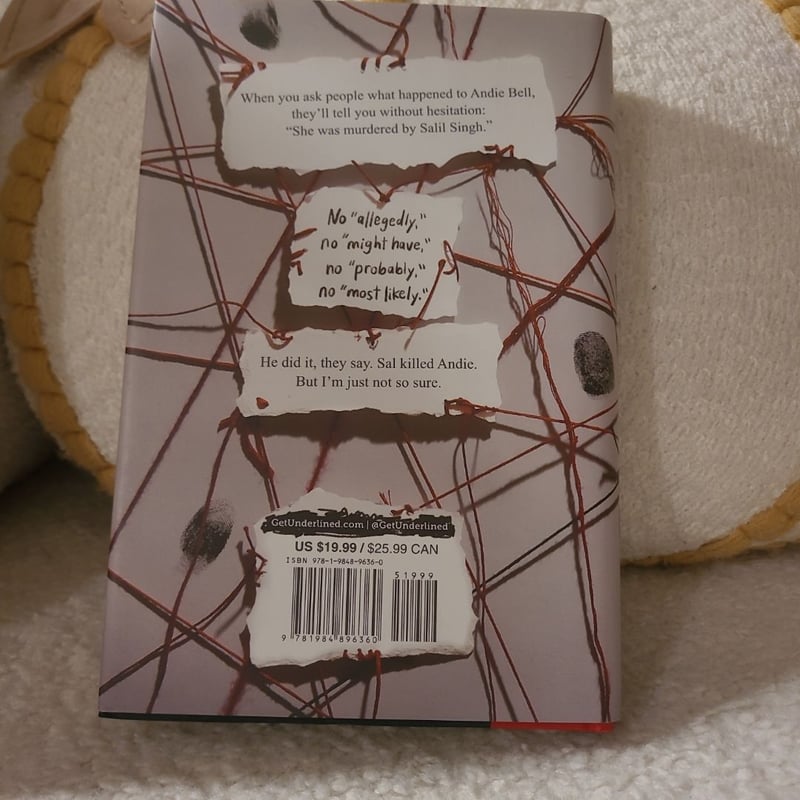 When you ask people what happened to Andie Bell,
they'll tell you without hesitation:
“She was murdered by Salil Singh.”
No "allegedly,"
no "might have,"
no "probably,"
no "most likely."
He did it, they say. Sal killed Andie.
But I'm just not so sure.
GetUnderlined.com | @GetUnderlined
US $19.99 / $25.99 CAN
ISBN 978-1-9848-9636-0
51999
9 781984 896360